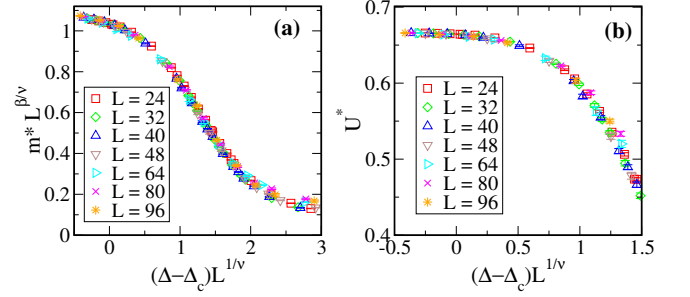 (a)
m* L^{β/ν}
1
0.8
0.6
0.4
0.2
0
L = 24
L = 32
L = 40
L = 48
L = 64
L = 80
L = 96
0 1 2 3
(Δ−Δ_c)L^{1/ν}
(b)
U*
0.7
0.6
0.5
0.4
L = 24
L = 32
L = 40
L = 48
L = 64
L = 80
L = 96
-0.5 0 0.5 1 1.5
(Δ−Δ_c)L^{1/ν}